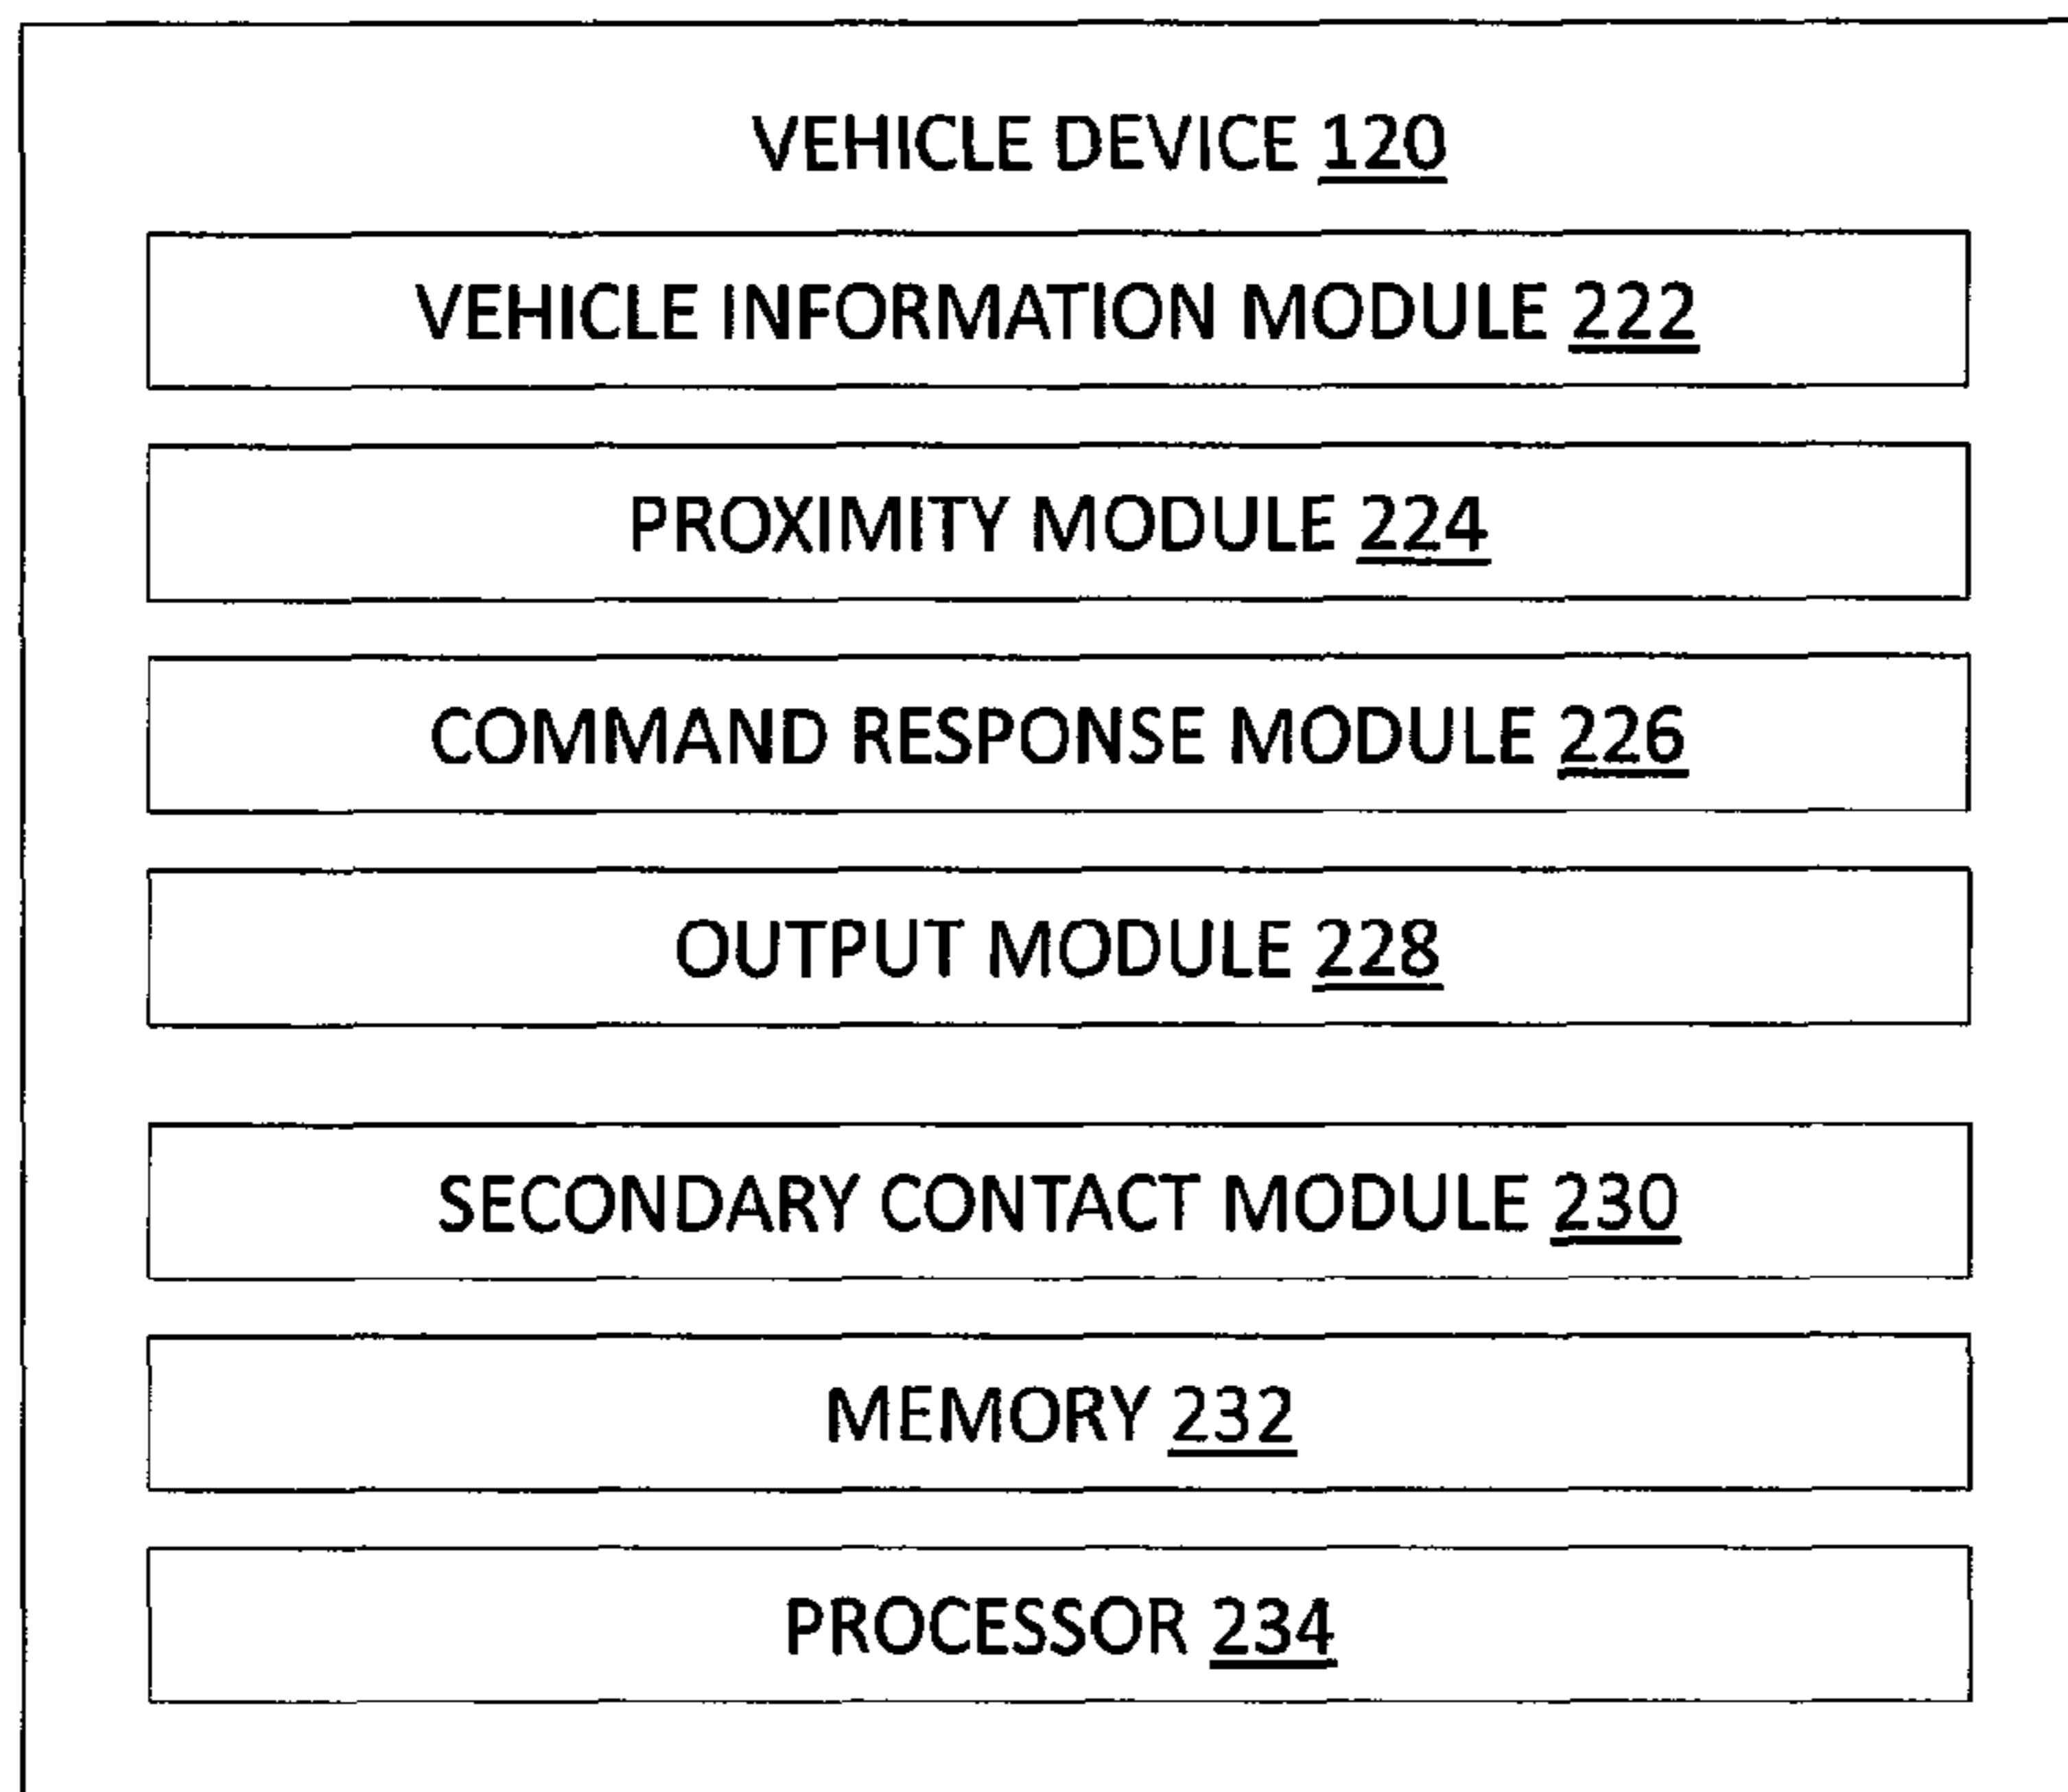 VEHICLE DEVICE 120
VEHICLE INFORMATION MODULE 222
PROXIMITY MODULE 224
COMMAND RESPONSE MODULE 226
OUTPUT MODULE 228
SECONDARY CONTACT MODULE 230
MEMORY 232
PROCESSOR 234